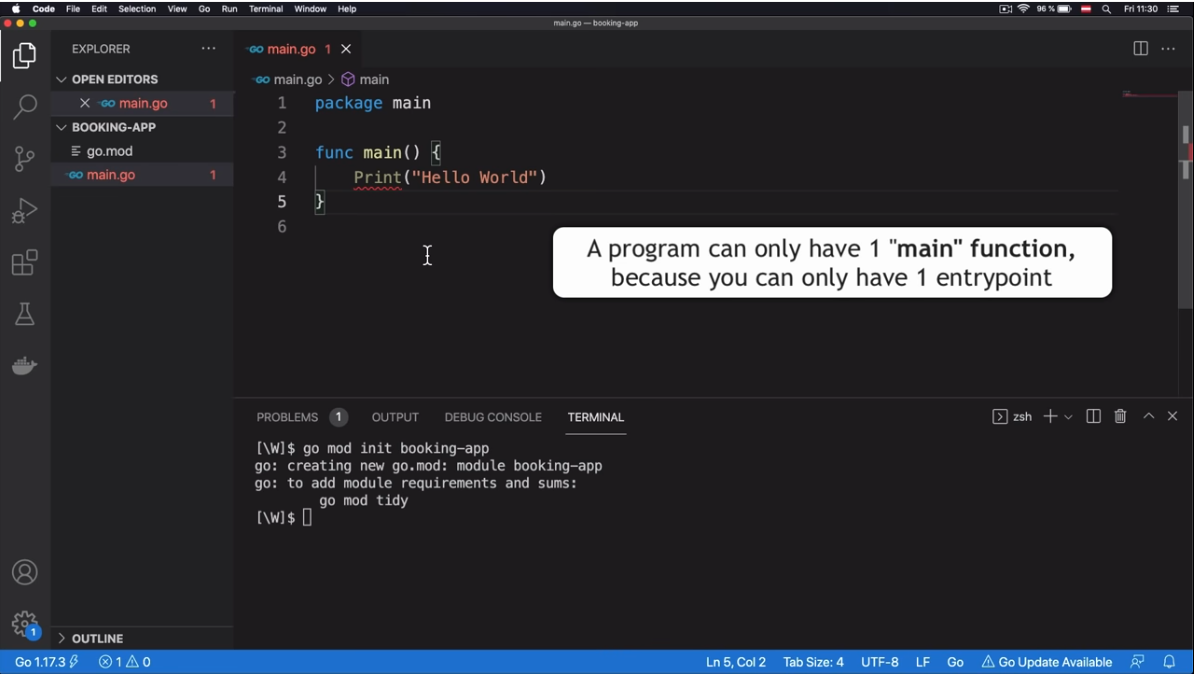 Code File Edit Selection View Go Run Terminal Window Help 96 % Fri 11:30
main.go — booking-app
EXPLORER
main.go 1
OPEN EDITORS
main.go 1
BOOKING-APP
go.mod
main.go 1
main.go > main
1 package main
2
3 func main() {
4 Print("Hello World")
5 }
6
A program can only have 1 "main" function,
because you can only have 1 entrypoint
PROBLEMS 1 OUTPUT DEBUG CONSOLE TERMINAL zsh
[\W]$ go mod init booking-app
go: creating new go.mod: module booking-app
go: to add module requirements and sums:
go mod tidy
[\W]$
1
OUTLINE
Go 1.17.3 1 0 Ln 5, Col 2 Tab Size: 4 UTF-8 LF Go Go Update Available